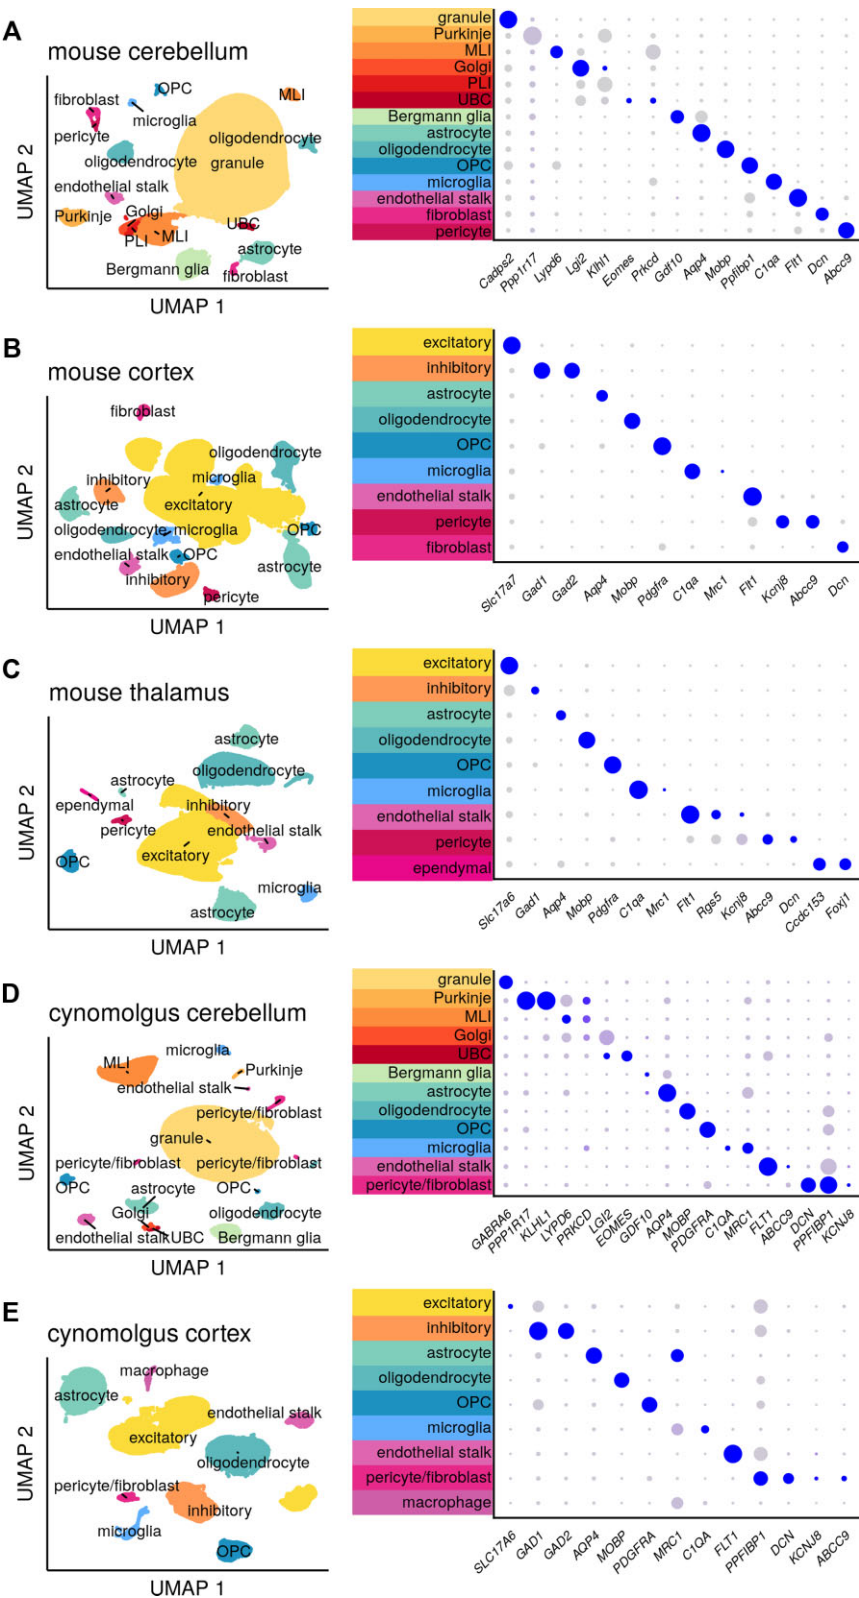 A
mouse cerebellum
fibroblast
OPC
MLI
microglia
pericyte
oligodendrocyte
oligodendrocyte
granule
endothelial stalk
Purkinje
Golgi
UBC
PLI
MLI
astrocyte
Bergmann glia
fibroblast
UMAP 2
UMAP 1
granule
Purkinje
MLI
Golgi
PLI
UBC
Bergmann glia
astrocyte
oligodendrocyte
OPC
microglia
endothelial stalk
fibroblast
pericyte
Cadps2 Ppp1r17 Lypd6 Lgi2 Klhl1 Eomes Prkcd Gdf10 Aqp4 Mobp Ppfibp1 C1qa Flt1 Dcn Abcc9
B
mouse cortex
fibroblast
oligodendrocyte
inhibitory
microglia
astrocyte
excitatory
oligodendrocyte
microglia
OPC
endothelial stalk
OPC
astrocyte
inhibitory
pericyte
UMAP 2
UMAP 1
excitatory
inhibitory
astrocyte
oligodendrocyte
OPC
microglia
endothelial stalk
pericyte
fibroblast
Slc17a7 Gad1 Gad2 Aqp4 Mobp Pdgfra C1qa Mrc1 Flt1 Kcnj8 Abcc9 Dcn
C
mouse thalamus
astrocyte
oligodendrocyte
astrocyte
ependymal
inhibitory
pericyte
endothelial stalk
OPC
excitatory
microglia
astrocyte
UMAP 2
UMAP 1
excitatory
inhibitory
astrocyte
oligodendrocyte
OPC
microglia
endothelial stalk
pericyte
ependymal
Slc17a6 Gad1 Aqp4 Mobp Pdgfra C1qa Mrc1 Flt1 Rgs5 Kcnj8 Abcc9 Dcn Ccdc153 Foxj1
D
cynomolgus cerebellum
microglia
MLI
Purkinje
endothelial stalk
pericyte/fibroblast
granule
pericyte/fibroblast
pericyte/fibroblast
OPC
astrocyte
OPC
Golgi
oligodendrocyte
endothelial stalk
UBC
Bergmann glia
UMAP 2
UMAP 1
granule
Purkinje
MLI
Golgi
UBC
Bergmann glia
astrocyte
oligodendrocyte
OPC
microglia
endothelial stalk
pericyte/fibroblast
GABRA6 PPP1R17 KLHL1 LYPD6 PRKCD LGI2 EOMES GDF10 AQP4 MOBP PDGFRA C1QA MRC1 FLT1 ABCC9 DCN PPFIBP1 KCNJ8
E
cynomolgus cortex
macrophage
astrocyte
endothelial stalk
excitatory
oligodendrocyte
pericyte/fibroblast
inhibitory
microglia
OPC
UMAP 2
UMAP 1
excitatory
inhibitory
astrocyte
oligodendrocyte
OPC
microglia
endothelial stalk
pericyte/fibroblast
macrophage
SLC17A6 GAD1 GAD2 AQP4 MOBP PDGFRA MRC1 C1QA FLT1 PPFIBP1 DCN KCNJ8 ABCC9